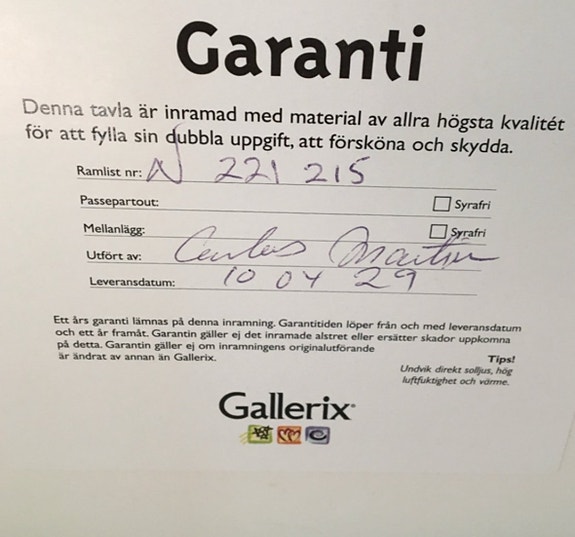 Garanti
Denna tavla är inramad med material av allra högsta kvalitét
för att fylla sin dubbla uppgift, att försköna och skydda.
Ramlist nr: N 221 215
Passepartout: Syrafri
Mellanlägg: Syrafri
Utfört av: Carlos Martin
Leveransdatum: 10 04 29
Ett års garanti lämnas på denna inramning. Garantitiden löper från och med leveransdatum
och ett år framåt. Garantin gäller ej det inramade alstret eller ersätter skador uppkomna
på detta. Garantin gäller ej om inramningens originalutförande
är ändrat av annan än Gallerix.
Tips!
Undvik direkt solljus, hög
luftfuktighet och värme.
Gallerix